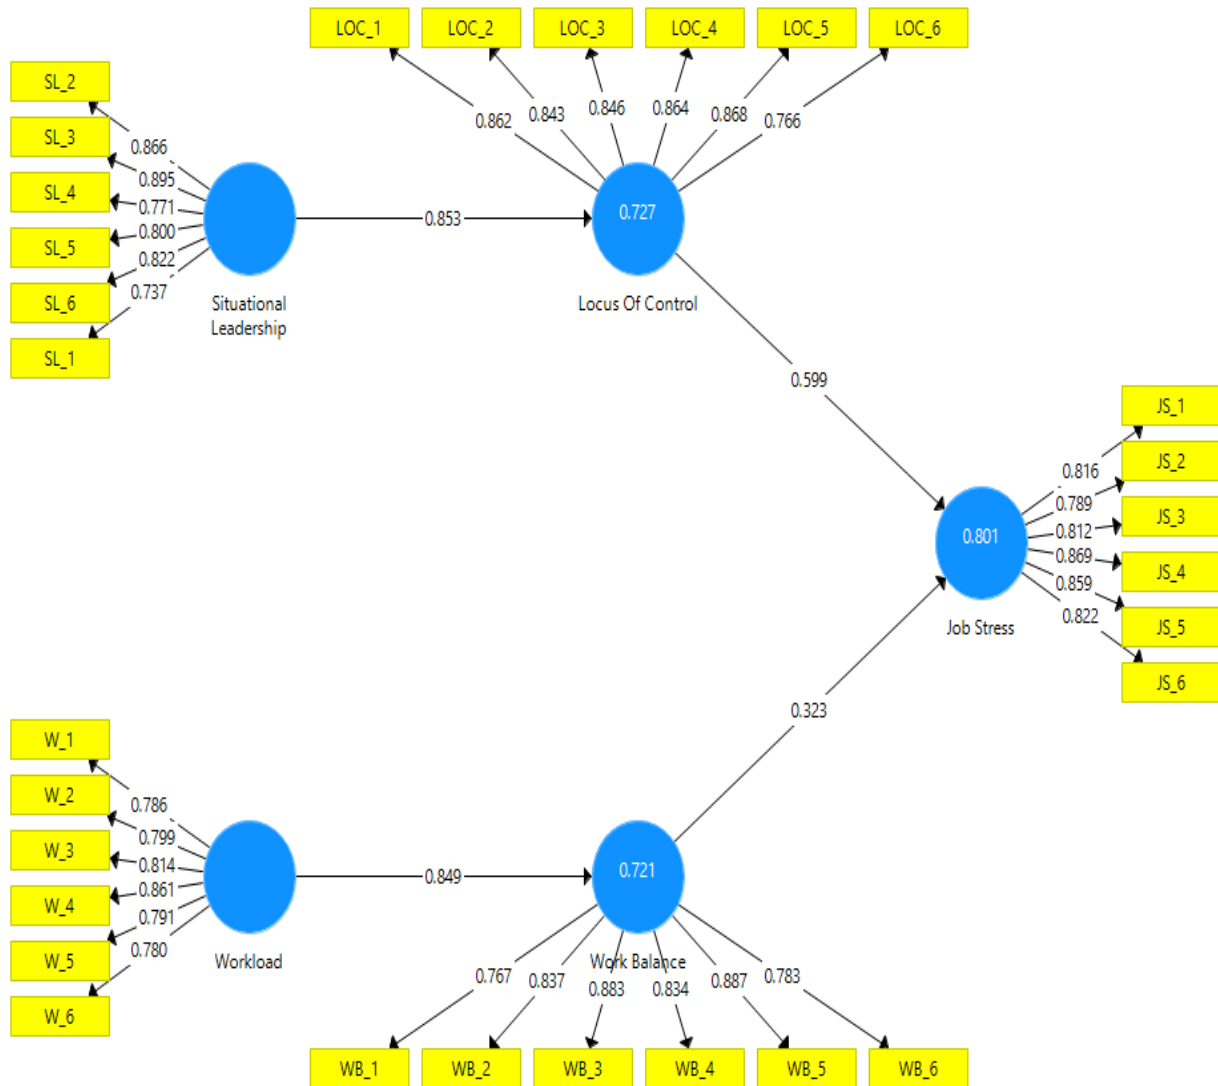 LOC_1 LOC_2 LOC_3 LOC_4 LOC_5 LOC_6
0.862 0.843 0.846 0.864 0.868 0.766
SL_2
SL_3
SL_4
SL_5
SL_6
SL_1
0.866
0.895
0.771
0.800
0.822
0.737
Situational
Leadership
0.853
0.727
Locus Of Control
0.599
JS_1
JS_2
JS_3
JS_4
JS_5
JS_6
0.816
0.789
0.812
0.869
0.859
0.822
0.801
Job Stress
0.323
W_1
W_2
W_3
W_4
W_5
W_6
0.786
0.799
0.814
0.861
0.791
0.780
Workload
0.849
0.721
Work Balance
0.767 0.837 0.883 0.834 0.887 0.783
WB_1 WB_2 WB_3 WB_4 WB_5 WB_6